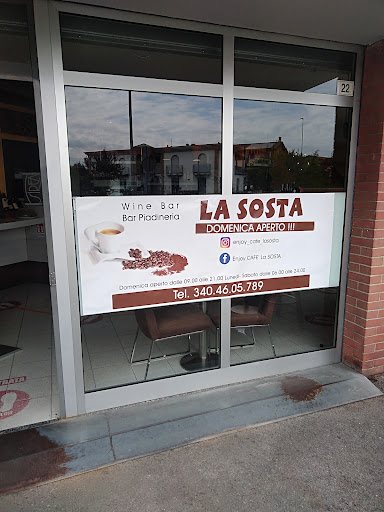 22
Wine Bar
Bar Piadineria
LA SOSTA
DOMENICA APERTO !!!
enjoy_cafe_lasosta
Enjoy CAFE' La SOSTA
Domenica aperto dalle 09.00 alle 21.00 Lunedì Sabato dalle 06.00 alle 24.00
Tel. 340.46.05.789